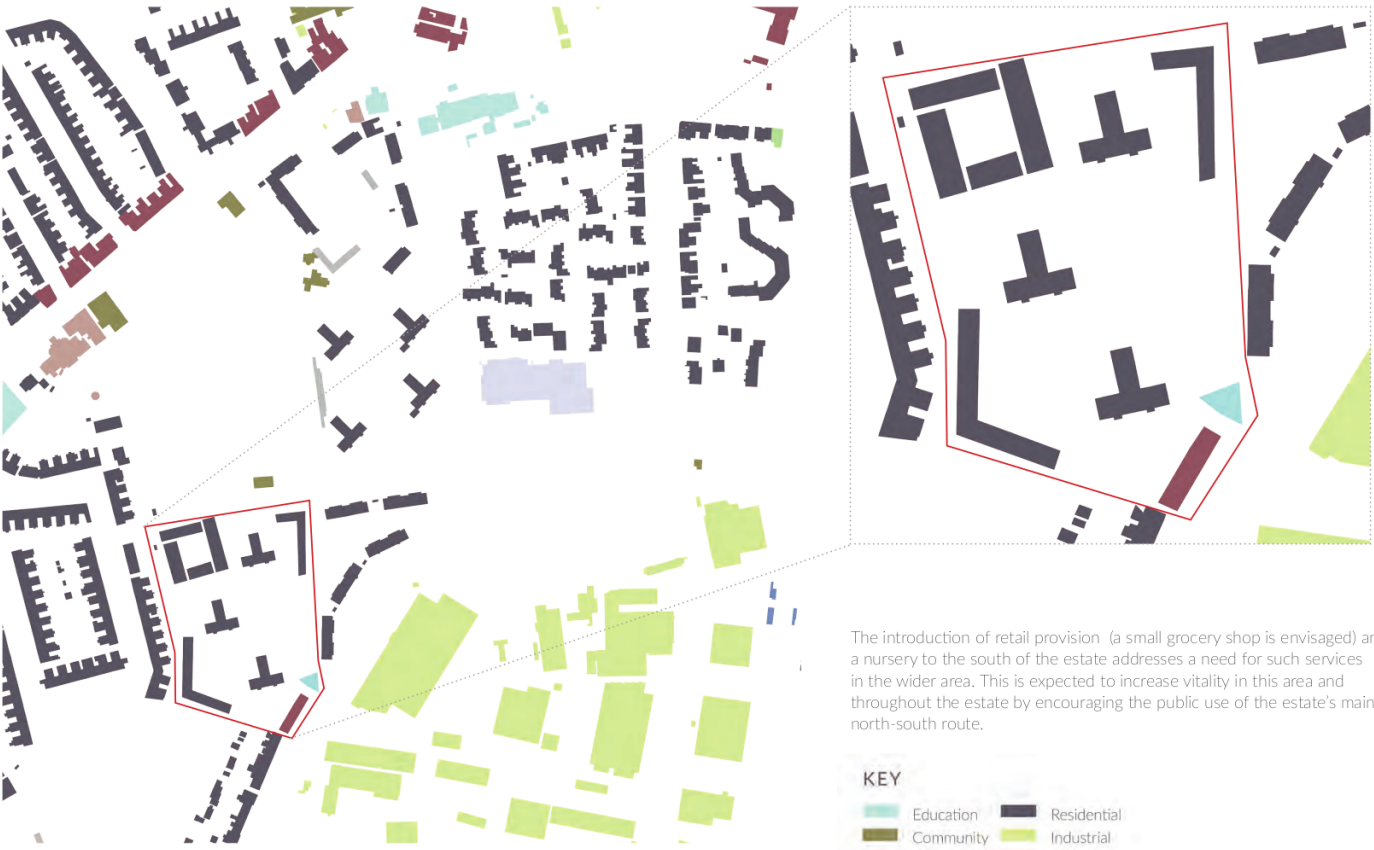 The introduction of retail provision (a small grocery shop is envisaged) an
a nursery to the south of the estate addresses a need for such services
in the wider area. This is expected to increase vitality in this area and
throughout the estate by encouraging the public use of the estate's main
north-south route.
KEY
Education
Residential
Community
Industrial